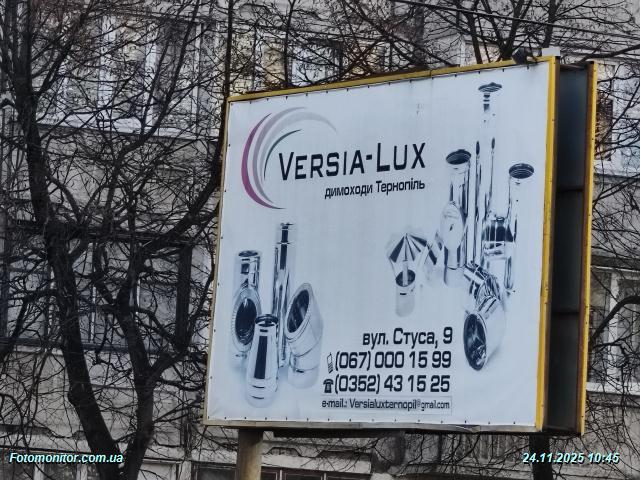 VERSIA-LUX
димоходи Тернопіль
вул. Стуса, 9
(067) 000 15 99
(0352) 43 15 25
e-mail.: Versialuxternopil@gmail.com
Fotomonitor.com.ua
24.11.2025 10:45